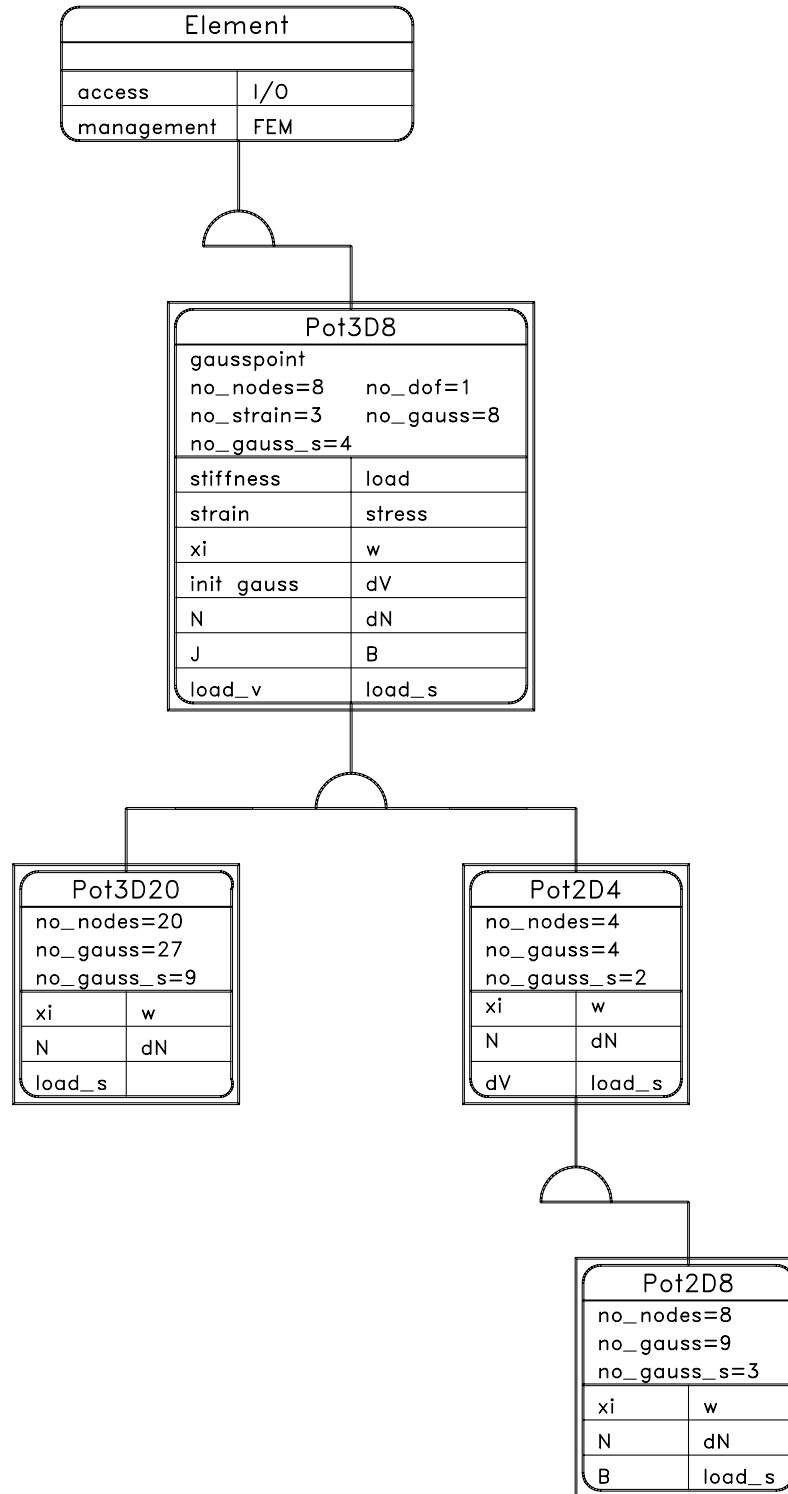 Element
access I/O
management FEM
Pot3D8
gausspoint
no_nodes=8 no_dof=1
no_strain=3 no_gauss=8
no_gauss_s=4
stiffness load
strain stress
xi w
init gauss dV
N dN
J B
load_v load_s
Pot3D20
no_nodes=20
no_gauss=27
no_gauss_s=9
xi w
N dN
load_s
Pot2D4
no_nodes=4
no_gauss=4
no_gauss_s=2
xi w
N dN
dV load_s
Pot2D8
no_nodes=8
no_gauss=9
no_gauss_s=3
xi w
N dN
B load_s